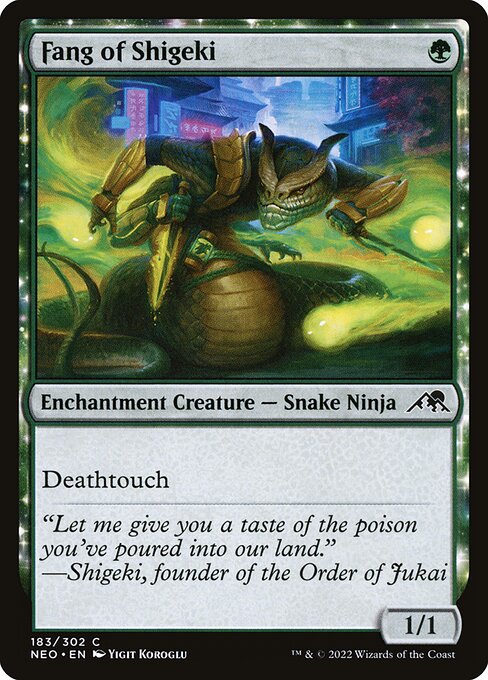 Fang of Shigeki
Enchantment Creature — Snake Ninja
Deathtouch
“Let me give you a taste of the poison
you’ve poured into our land.”
—Shigeki, founder of the Order of Jukai
1/1
183/302 C
NEO • EN Yigit Koroglu
™ & © 2022 Wizards of the Coast